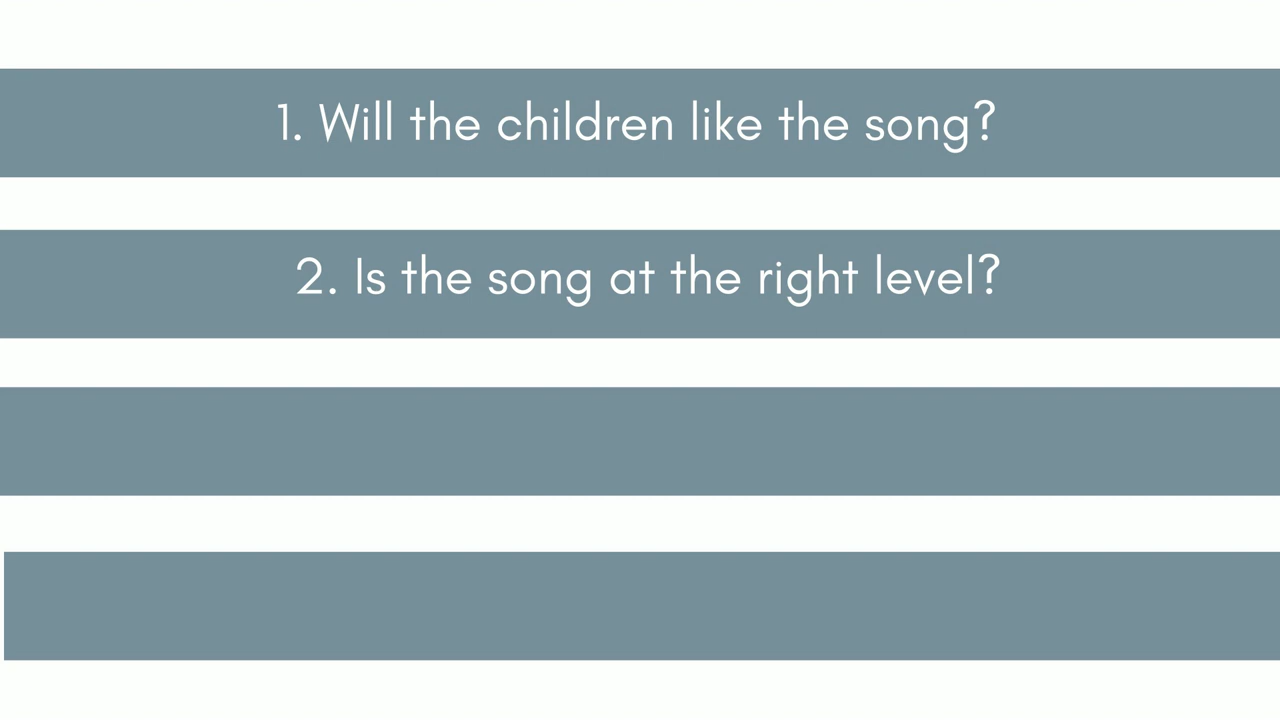 1. Will the children like the song?
2. Is the song at the right level?